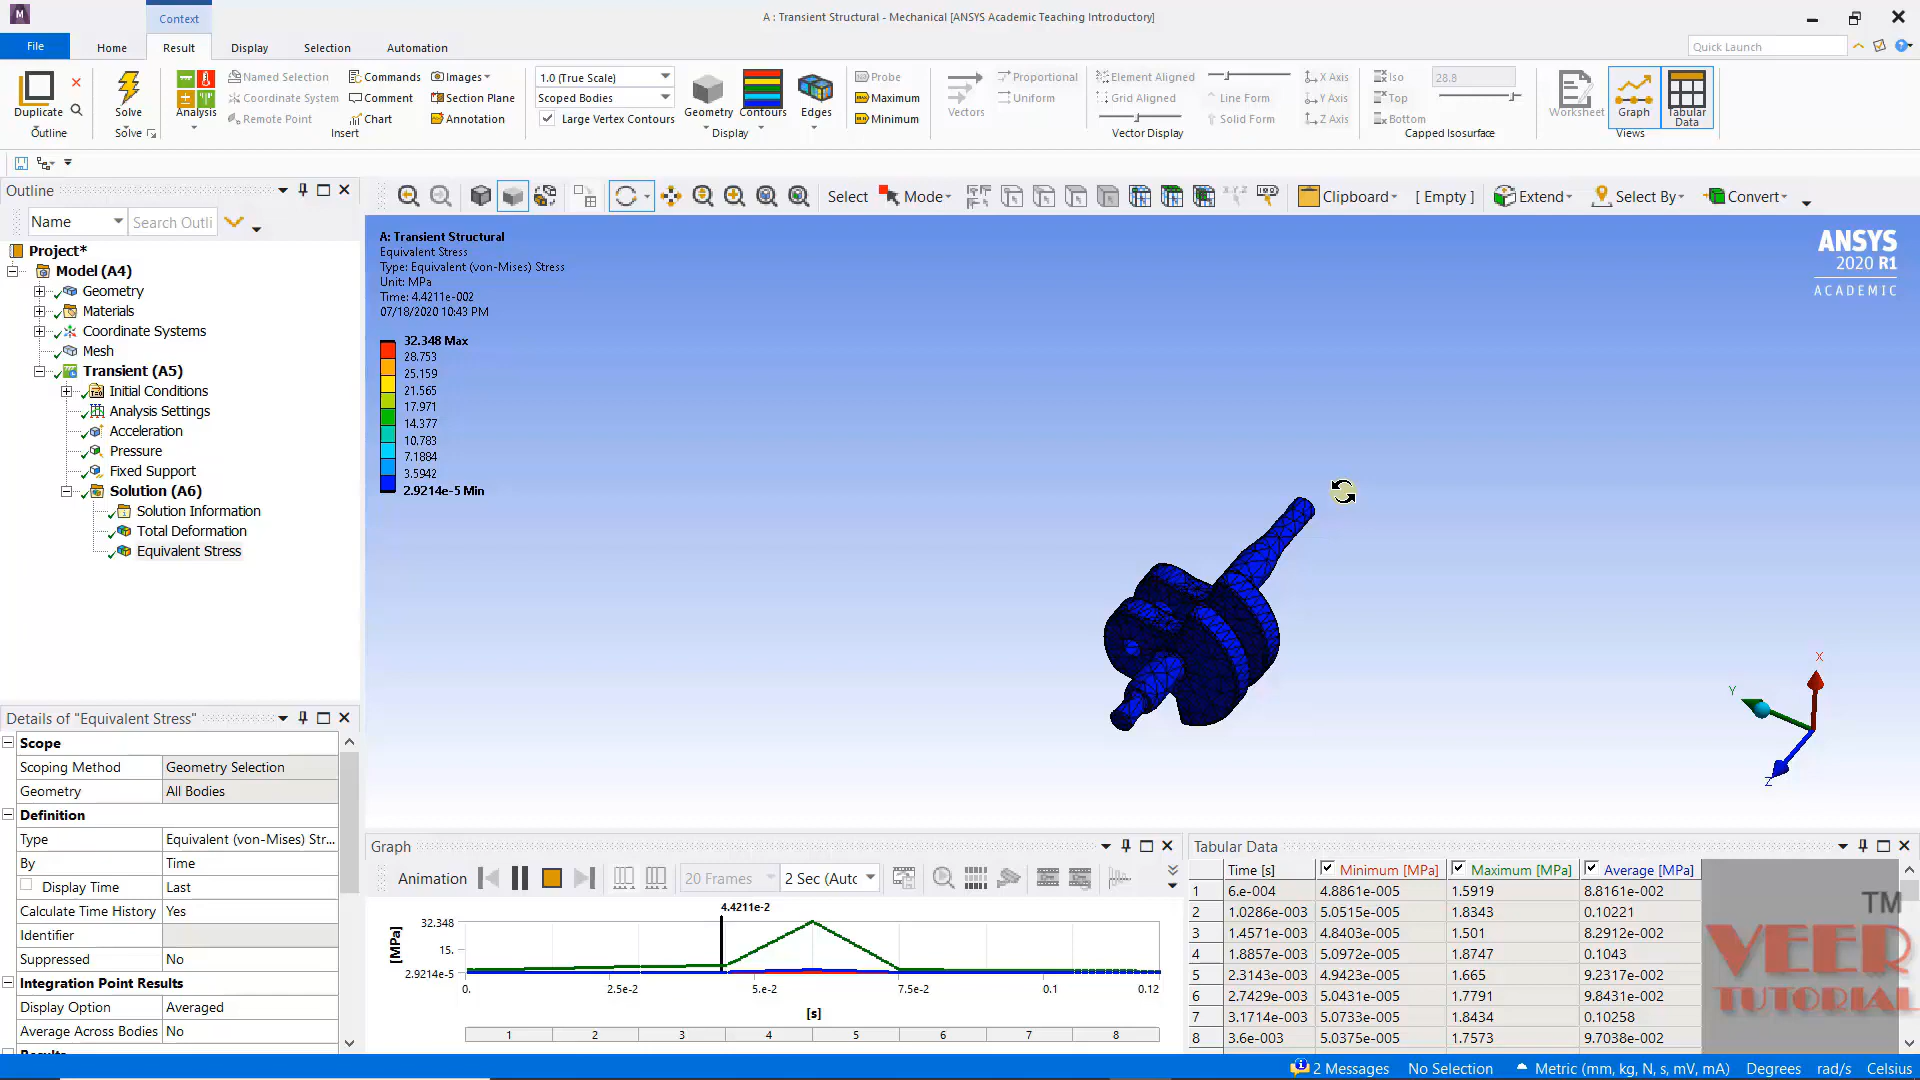 A : Transient Structural - Mechanical [ANSYS Academic Teaching Introductory]
Context
File
Home
Result
Display
Selection
Automation
Quick Launch
Duplicate
Outline
Solve
Solve
Analysis
Named Selection
Coordinate System
Remote Point
Commands
Comment
Chart
Images
Section Plane
Annotation
Insert
1.0 (True Scale)
Scoped Bodies
Large Vertex Contours
Geometry
Contours
Edges
Display
Probe
Maximum
Minimum
Vectors
Proportional
Uniform
Element Aligned
Grid Aligned
Line Form
Solid Form
X Axis
Y Axis
Z Axis
Vector Display
Iso
Top
Bottom
28.8
Capped Isosurface
Worksheet
Graph
Tabular
Data
Views
Outline
Name
Search Outli
Select
Mode
Clipboard
[ Empty ]
Extend
Select By
Convert
Project*
Model (A4)
Geometry
Materials
Coordinate Systems
Mesh
Transient (A5)
Initial Conditions
Analysis Settings
Acceleration
Pressure
Fixed Support
Solution (A6)
Solution Information
Total Deformation
Equivalent Stress
A: Transient Structural
Equivalent Stress
Type: Equivalent (von-Mises) Stress
Unit: MPa
Time: 4.4211e-002
07/18/2020 10:43 PM
32.348 Max
28.753
25.159
21.565
17.971
14.377
10.783
7.1884
3.5942
2.9214e-5 Min
ANSYS
2020 R1
ACADEMIC
X
Y
Z
Details of "Equivalent Stress"
Scope
Scoping Method Geometry Selection
Geometry All Bodies
Definition
Type Equivalent (von-Mises) Str...
By Time
Display Time Last
Calculate Time History Yes
Identifier
Suppressed No
Integration Point Results
Display Option Averaged
Average Across Bodies No
Results
Graph
Animation
20 Frames
2 Sec (Autc
4.4211e-2
[MPa]
32.348
15.
2.9214e-5
0. 2.5e-2 5.e-2 7.5e-2 0.1 0.12
[s]
1 2 3 4 5 6 7 8
Tabular Data
Time [s] Minimum [MPa] Maximum [MPa] Average [MPa]
1 6.e-004 4.8861e-005 1.5919 8.8161e-002
2 1.0286e-003 5.0515e-005 1.8343 0.10221
3 1.4571e-003 4.8403e-005 1.501 8.2912e-002
4 1.8857e-003 5.0972e-005 1.8747 0.1043
5 2.3143e-003 4.9423e-005 1.665 9.2317e-002
6 2.7429e-003 5.0431e-005 1.7791 9.8431e-002
7 3.1714e-003 5.0733e-005 1.8434 0.10258
8 3.6e-003 5.0375e-005 1.7573 9.7038e-002
TM
VEER
TUTORIAL
2 Messages
No Selection
Metric (mm, kg, N, s, mV, mA)
Degrees
rad/s
Celsius